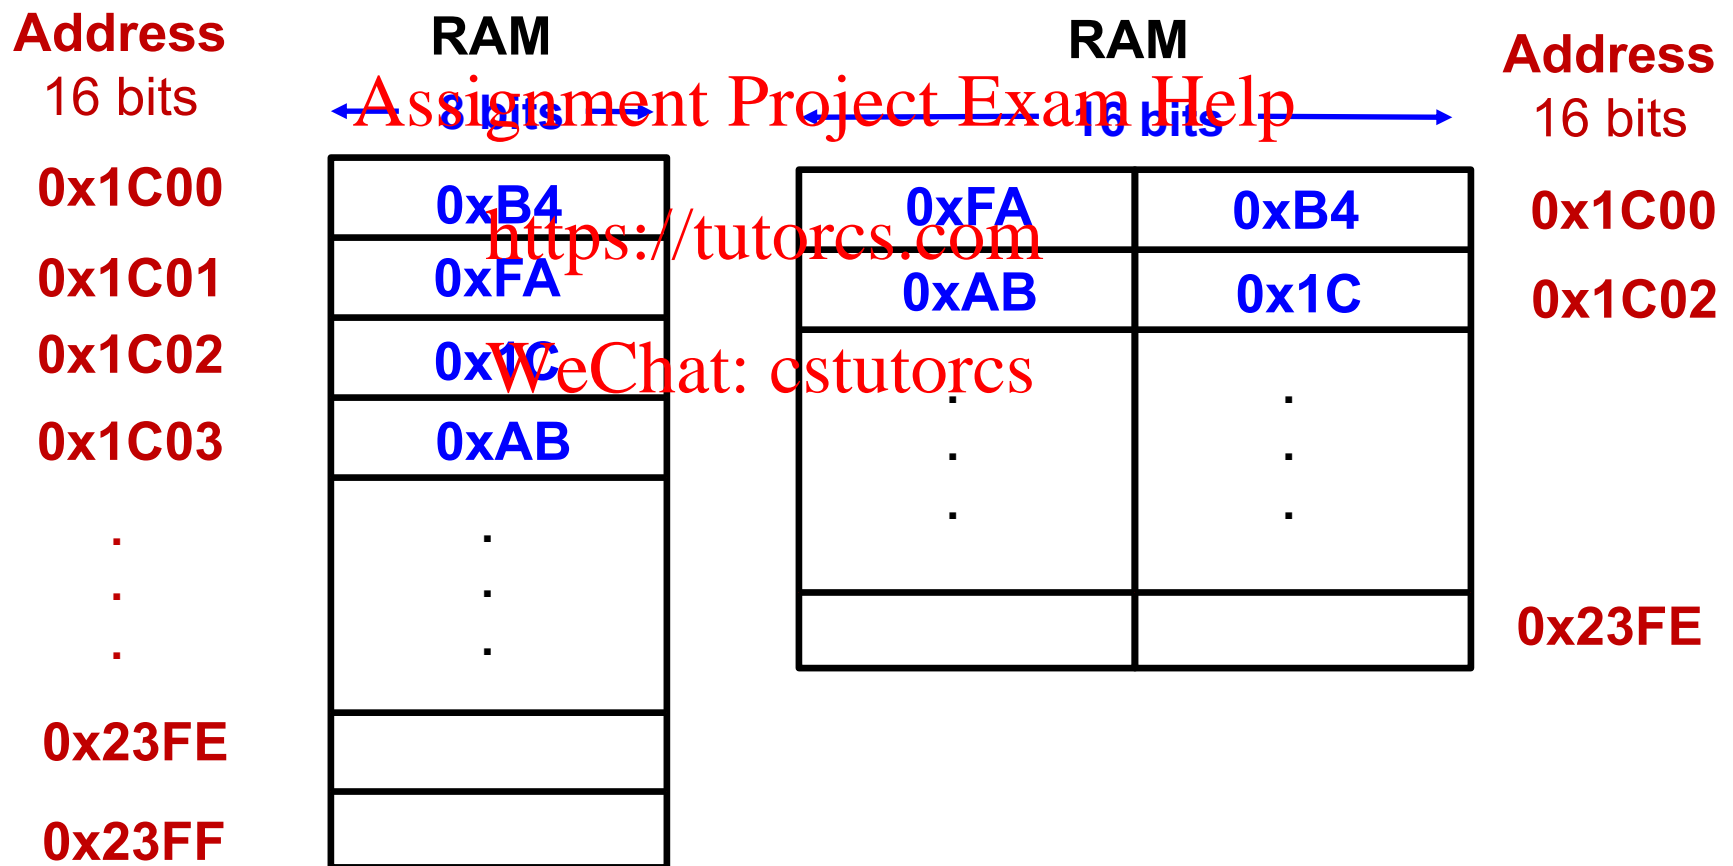 Address RAM RAM Address
16 bits 8 bits 16 bits 16 bits
Assignment Project Exam Help
0x1C00 0xB4 0xFA 0xB4 0x1C00
https://tutorcs.com
0x1C01 0xFA 0xAB 0x1C 0x1C02
0x1C02 0x1C
WeChat: cstutorcs
0x1C03 0xAB
. . . .
. . . .
. . . .
0x23FE
0x23FE
0x23FF